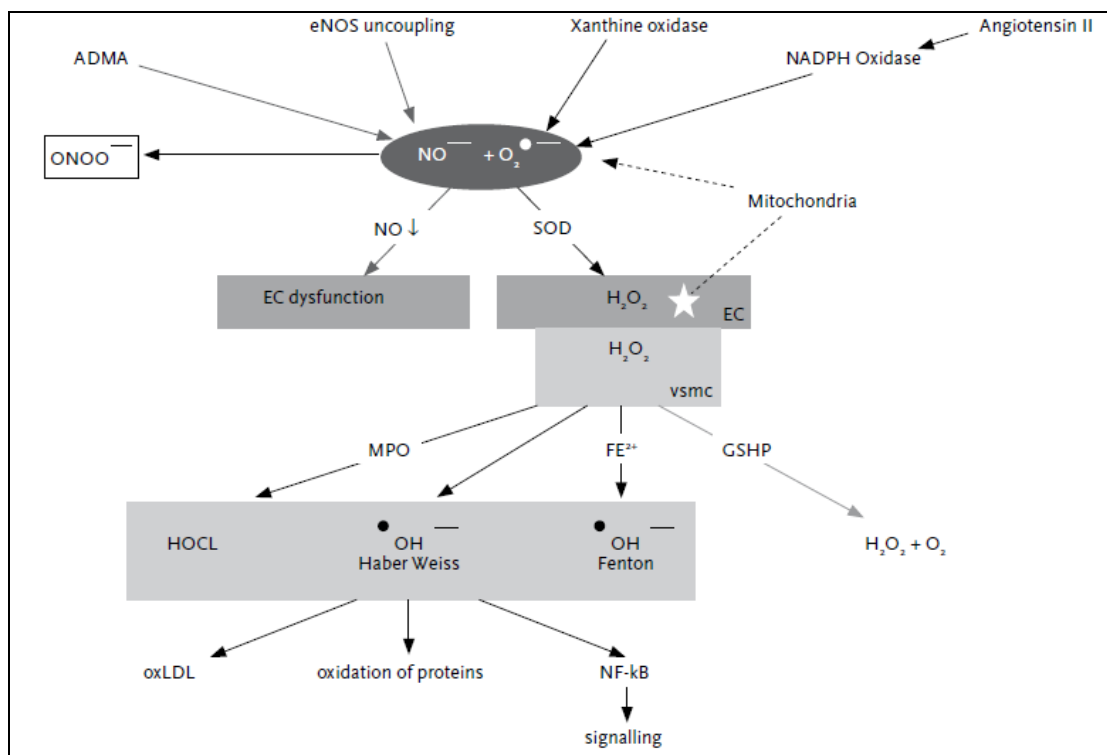 eNOS uncoupling
Xanthine oxidase
Angiotensin II
ADMA
NADPH Oxidase
ONOO—
NO— + O₂●—
Mitochondria
NO ↓
SOD
EC dysfunction
H₂O₂
EC
H₂O₂
vsmc
MPO
FE²⁺
GSHP
HOCL
●OH—
Haber Weiss
●OH—
Fenton
H₂O₂ + O₂
oxLDL
oxidation of proteins
NF-kB
signalling